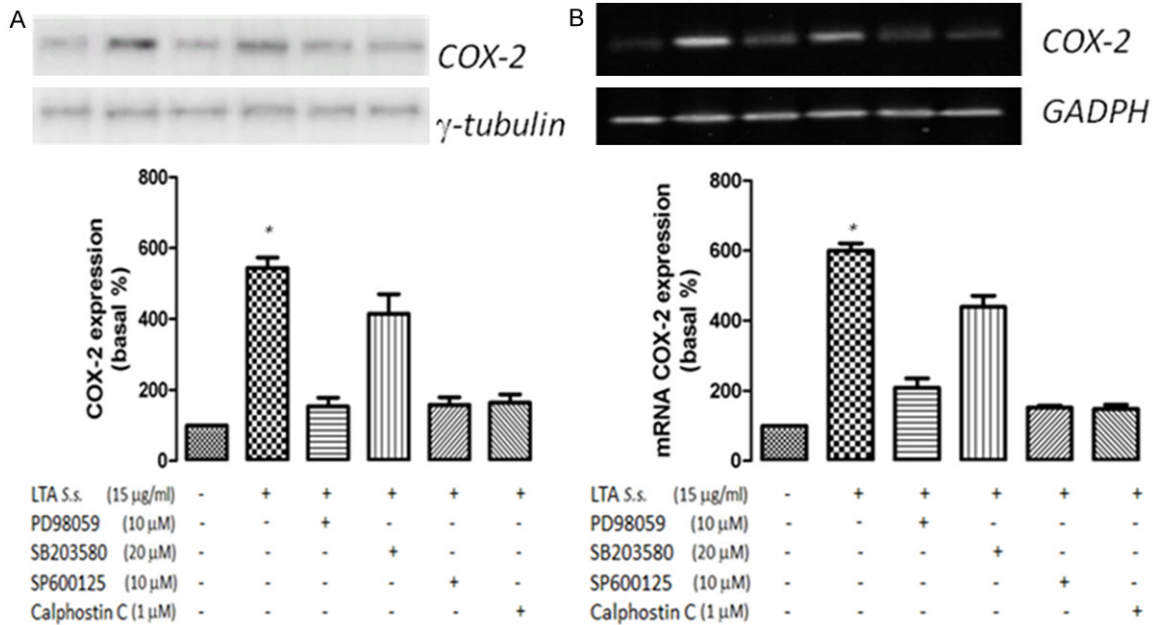 A
COX-2
γ-tubulin
COX-2 expression
(basal %)
800
600
400
200
0
*
LTA S.s. (15 µg/ml) - + + + + +
PD98059 (10 µM) - - + - - -
SB203580 (20 µM) - - - + - -
SP600125 (10 µM) - - - - + -
Calphostin C (1 µM) - - - - - +
B
COX-2
GADPH
mRNA COX-2 expression
(basal %)
800
600
400
200
0
*
LTA S.s. (15 µg/ml) - + + + + +
PD98059 (10 µM) - - + - - -
SB203580 (20 µM) - - - + - -
SP600125 (10 µM) - - - - + -
Calphostin C (1 µM) - - - - - +